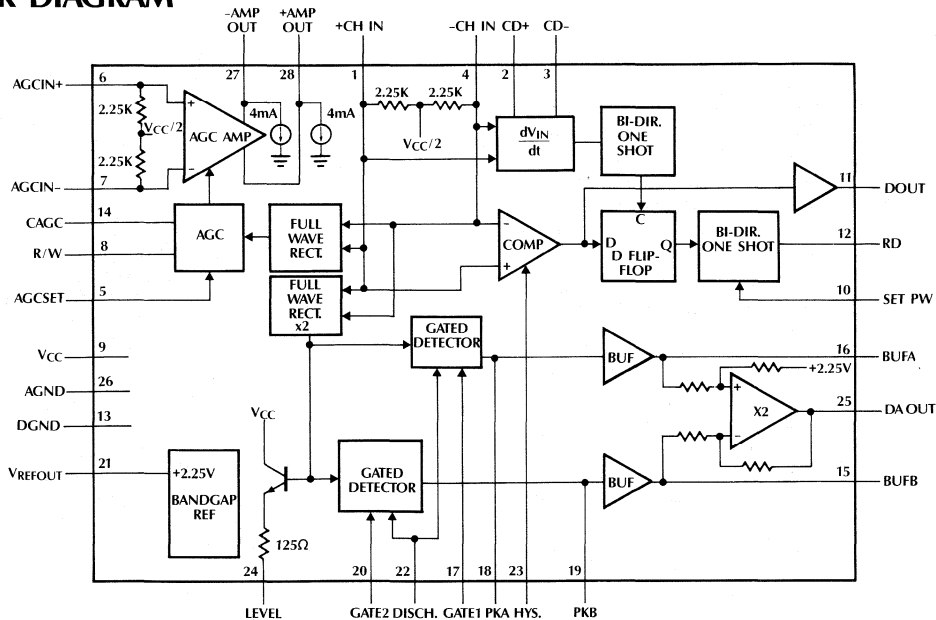 R DIAGRAM
–AMP OUT
+AMP OUT
+CH IN
–CH IN
CD+
CD–
27
28
1
4
2
3
AGCIN+
6
2.25K
VCC/2
2.25K
7
AGCIN–
+
–
AGC AMP
4mA
4mA
2.25K
2.25K
VCC/2
dVIN
dt
BI-DIR.
ONE
SHOT
11
DOUT
CAGC
14
R/W
8
AGCSET
5
AGC
FULL
WAVE
RECT.
FULL
WAVE
RECT.
x2
–
COMP
+
C
D
Q
D FLIP-
FLOP
BI-DIR.
ONE SHOT
12
RD
10
SET PW
VCC
9
AGND
26
DGND
13
VREFOUT
21
+2.25V
BANDGAP
REF
VCC
125Ω
GATED
DETECTOR
GATED
DETECTOR
BUF
BUF
16
BUFA
+2.25V
+
X2
–
25
DA OUT
15
BUFB
24
20
22
17
18
23
19
LEVEL
GATE2
DISCH.
GATE1
PKA
HYS.
PKB